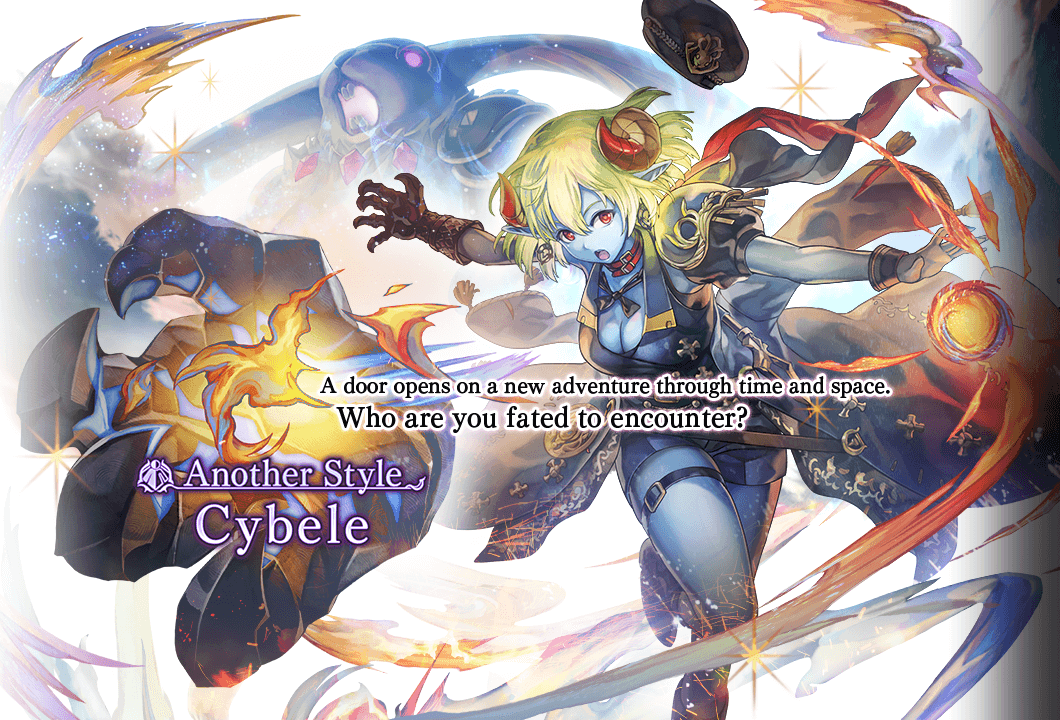 A door opens on a new adventure through time and space.
Who are you fated to encounter?
Another Style
Cybele